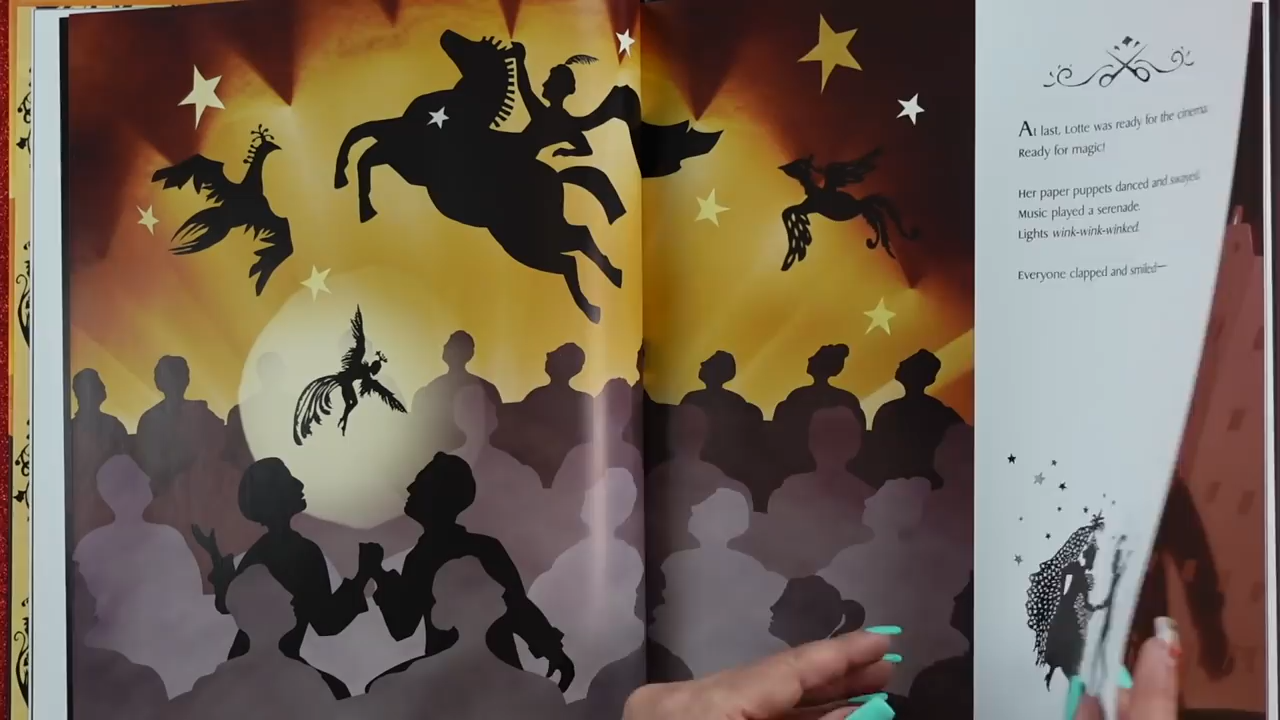 At last, Lotte was ready for the cinema.
Ready for magic!
Her paper puppets danced and swayed.
Music played a serenade.
Lights wink-wink-winked.
Everyone clapped and smiled—